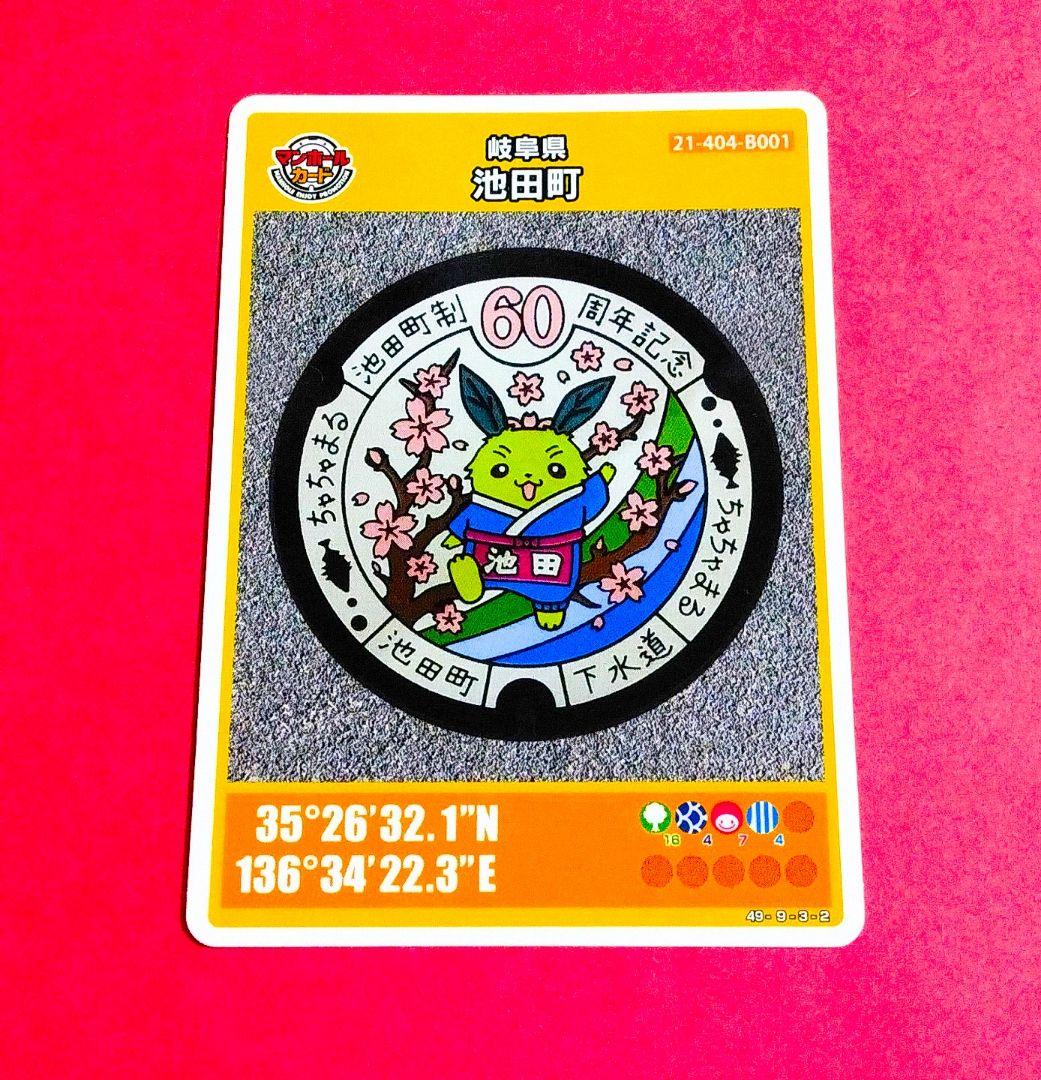 マンホール
カード
MANHOLE ENJOY PROMOTION
岐阜県
池田町
21-404-B001
池田町制
60
周年記念
ちゃちゃまる
ちゃちゃまる
池田
池田町
下水道
35°26'32.1"N
136°34'22.3"E
16
4
7
4
49-9-3-2